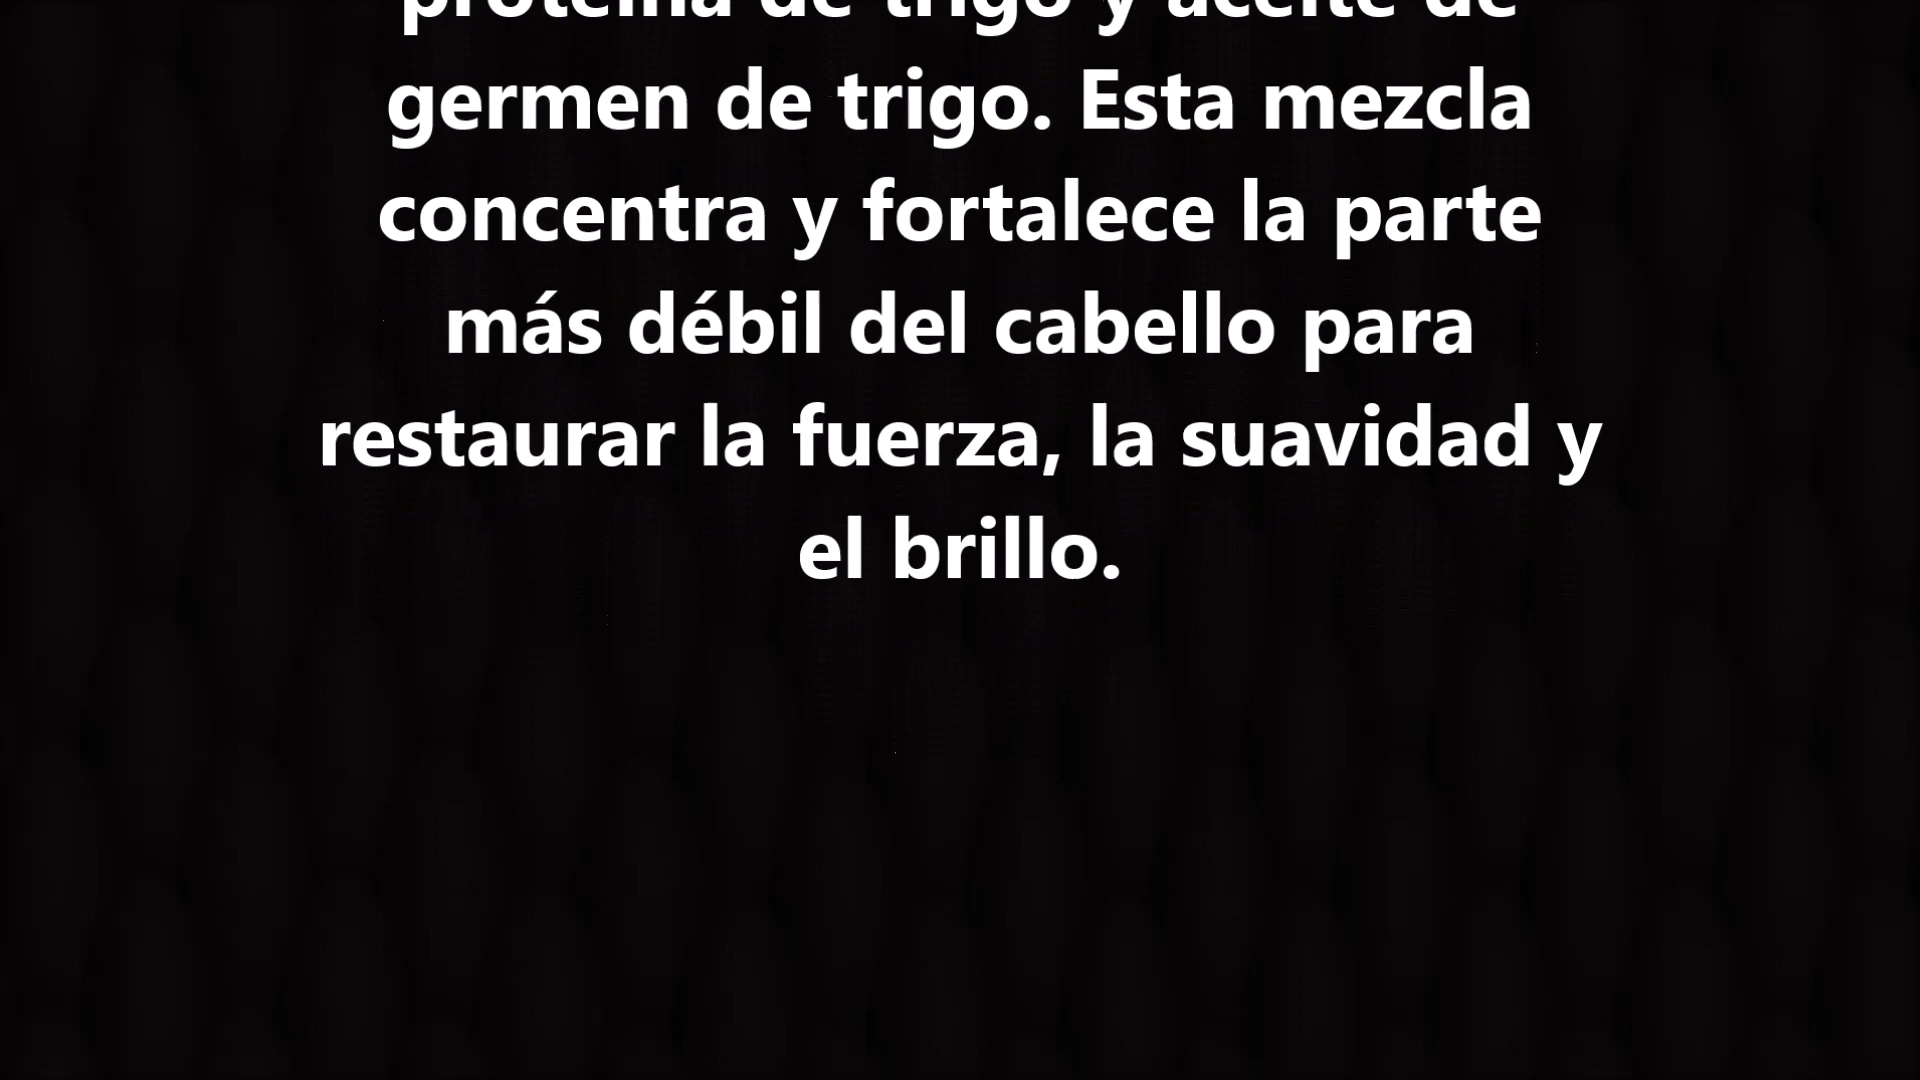 proteína de trigo y aceite de
germen de trigo. Esta mezcla
concentra y fortalece la parte
más débil del cabello para
restaurar la fuerza, la suavidad y
el brillo.